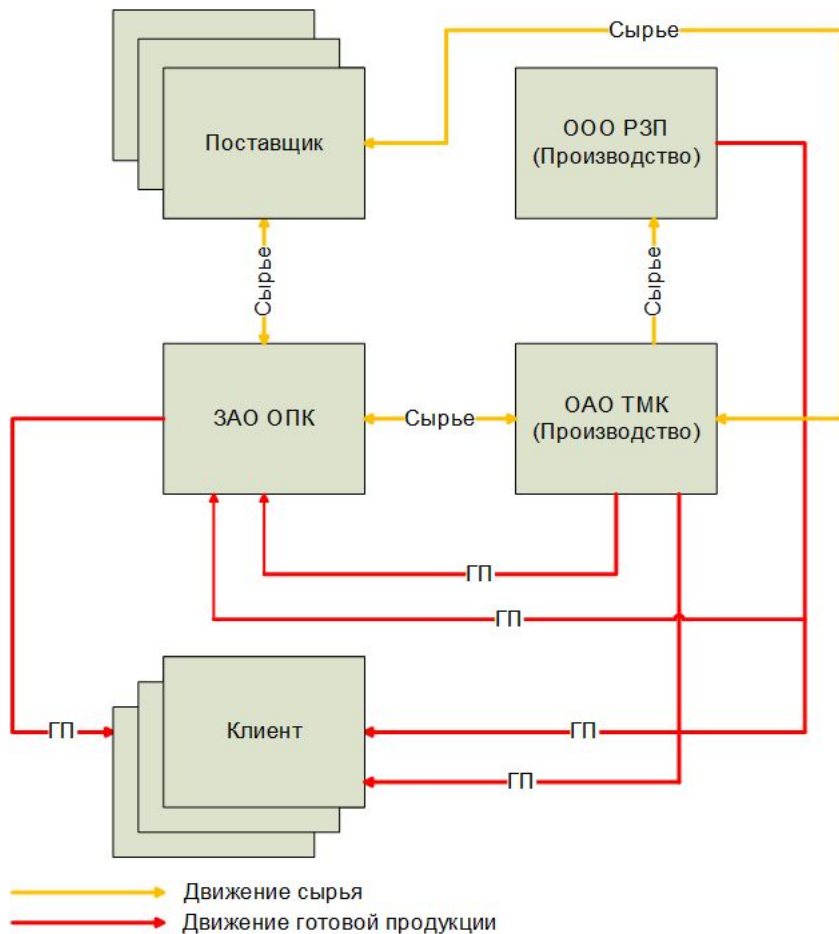 Сырье
Поставщик
ООО РЗП
(Производство)
Сырье
Сырье
ЗАО ОПК
Сырье
ОАО ТМК
(Производство)
ГП
ГП
Клиент
ГП
ГП
ГП
Движение сырья
Движение готовой продукции